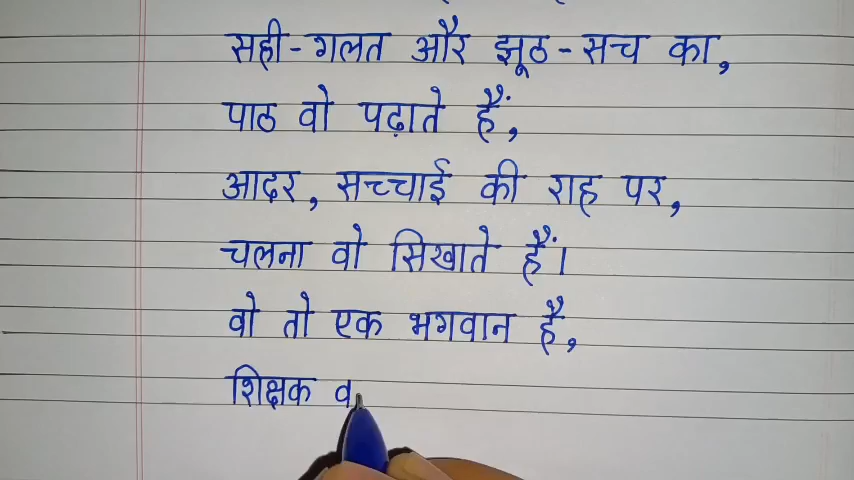 सही-गलत और झूठ-सच का,
पाठ वो पढ़ाते हैं,
आदर, सच्चाई की राह पर,
चलना वो सिखाते हैं।
वो तो एक भगवान है,
शिक्षक व